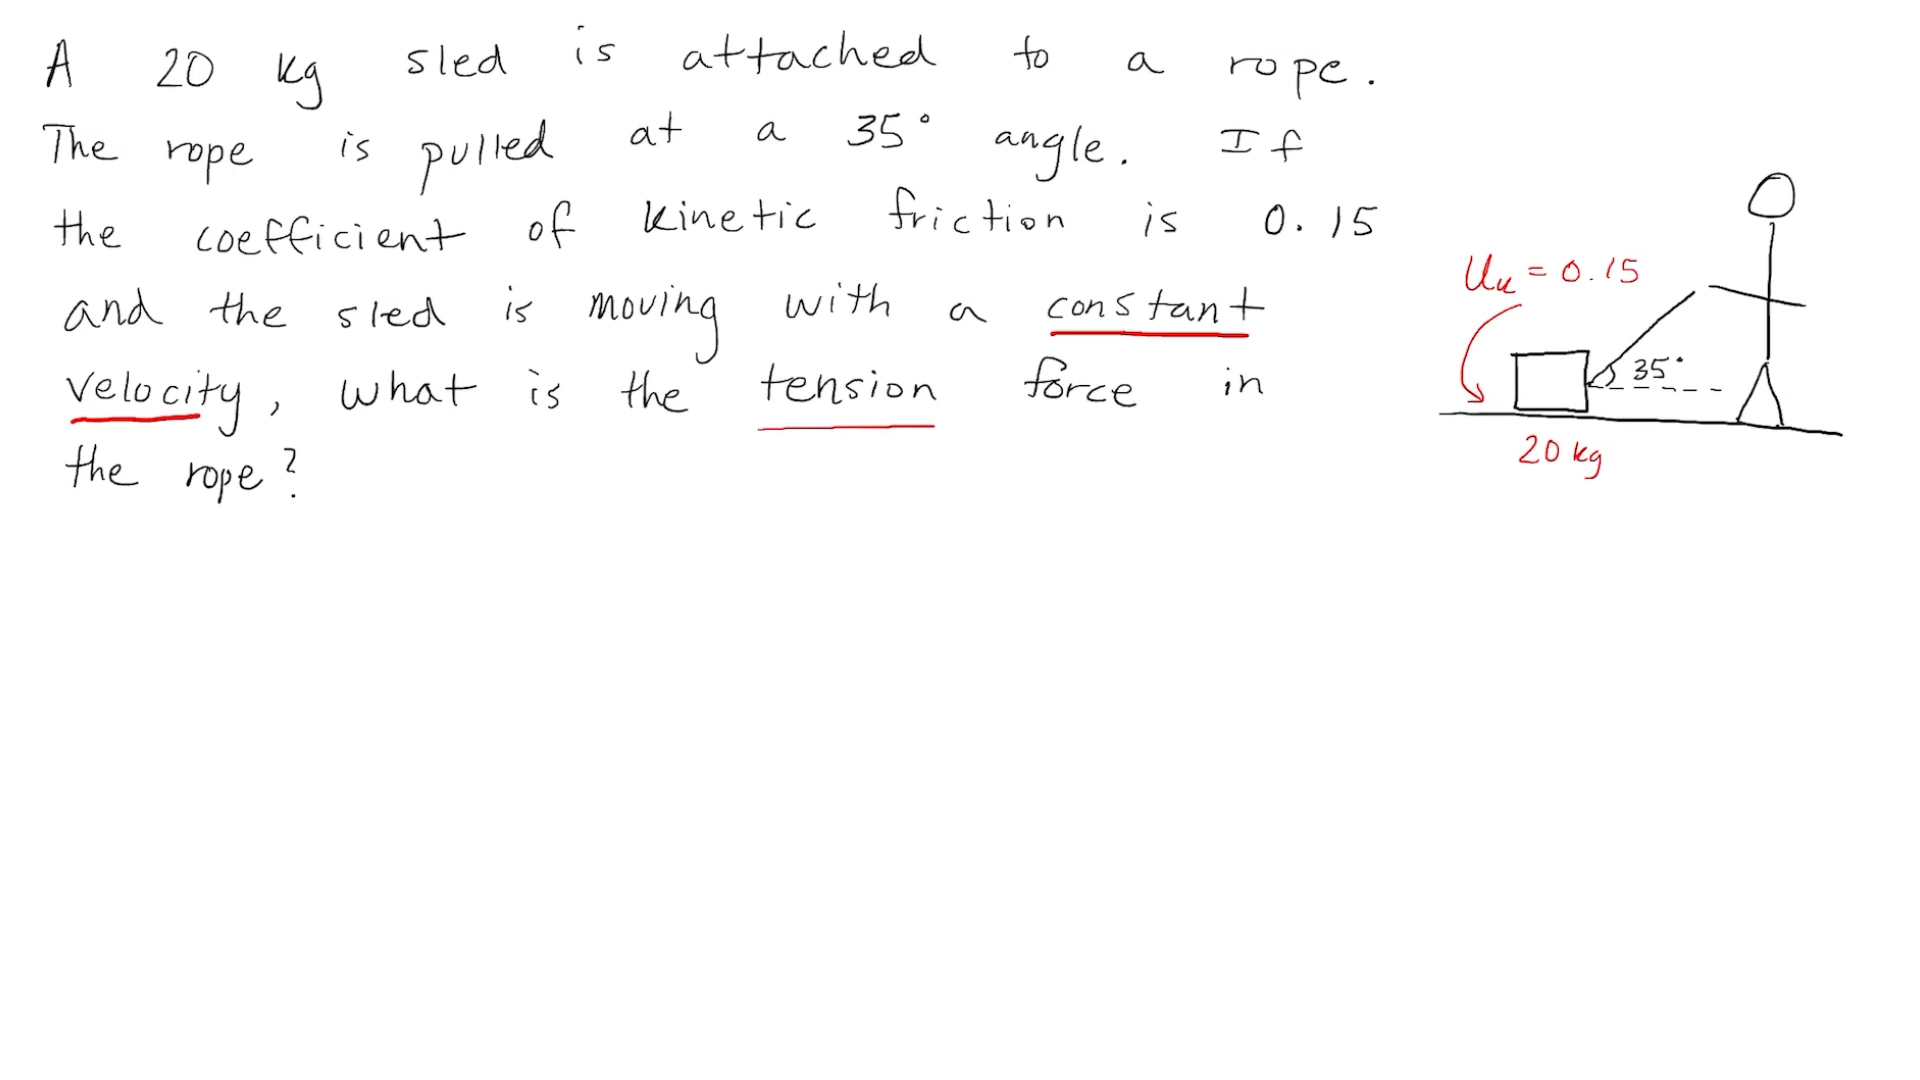 A 20 kg sled is attached to a rope.
The rope is pulled at a 35° angle. If
the coefficient of kinetic friction is 0.15
and the sled is moving with a constant
velocity, what is the tension force in
the rope?
Uk = 0.15
35°
20 kg